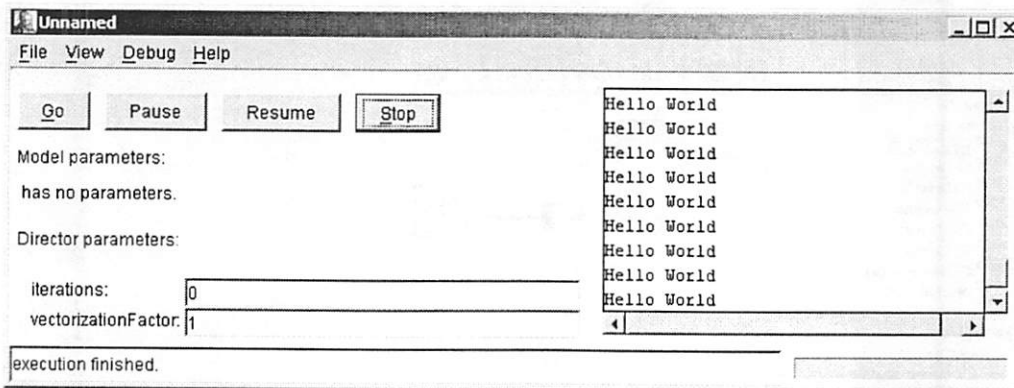 Unnamed
File View Debug Help
Go Pause Resume Stop
Model parameters:
has no parameters.
Director parameters:
iterations: 0
vectorizationFactor: 1
Hello World
Hello World
Hello World
Hello World
Hello World
Hello World
Hello World
Hello World
Hello World
execution finished.